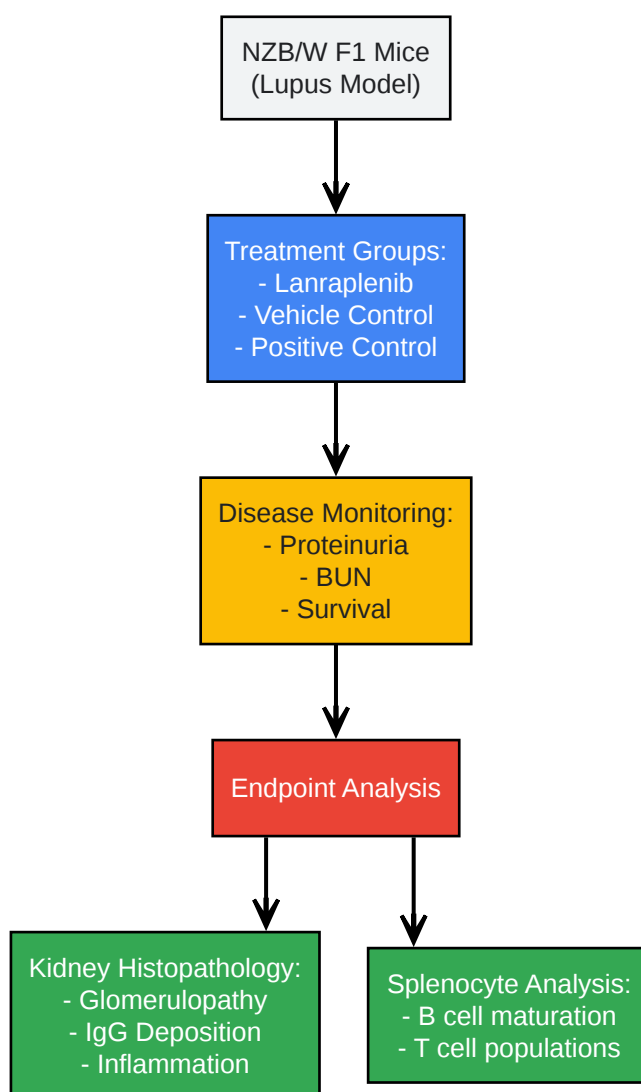 NZB/W F1 Mice
(Lupus Model)
Treatment Groups:
- Lanraplenib
- Vehicle Control
- Positive Control
Disease Monitoring:
- Proteinuria
- BUN
- Survival
Endpoint Analysis
Kidney Histopathology:
- Glomerulopathy
- IgG Deposition
- Inflammation
Splenocyte Analysis:
- B cell maturation
- T cell populations